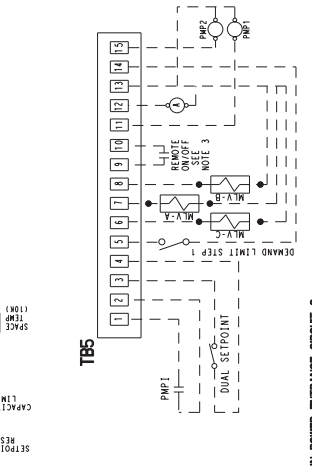 SPACE
TEMP
(10K)
TB5
1
2
3
4
5
6
7
8
9
10
11
12
13
14
15
A
PMP2
PMP1
REMOTE
ON/OFF
SEE
NOTE 3
MLV-A
MLV-B
MLV-C
DEMAND LIMIT STEP 1
PMPI
DUAL SETPOINT
LIM
CAPACIT
RES
SETPOI